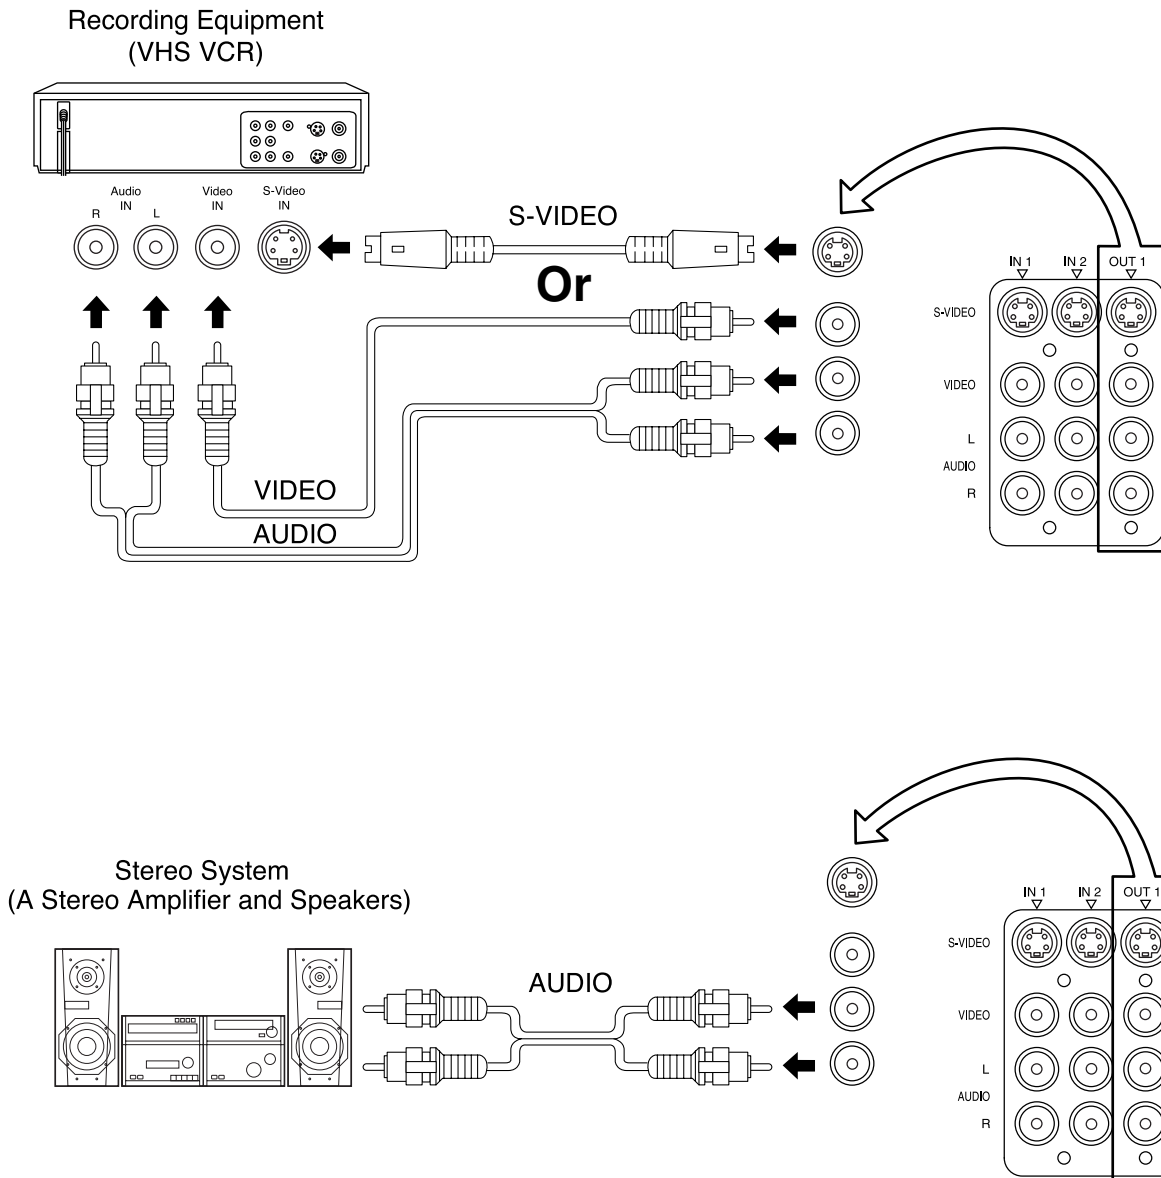 Recording Equipment
(VHS VCR)
Audio
IN
R
L
Video
IN
S-Video
IN
S-VIDEO
Or
VIDEO
AUDIO
IN 1
IN 2
OUT 1
S-VIDEO
VIDEO
L
AUDIO
R
Stereo System
(A Stereo Amplifier and Speakers)
AUDIO
IN 1
IN 2
OUT 1
S-VIDEO
VIDEO
L
AUDIO
R